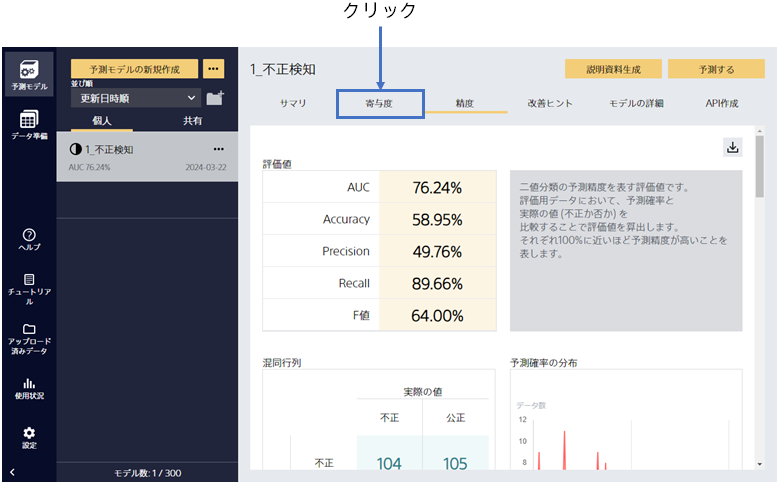 クリック
予測モデル
データ準備
ヘルプ
チュートリア
ル
アップロード
済みデータ
使用状況
設定
予測モデルの新規作成
並び順
更新日時順
個人
共有
1_不正検知
AUC 76.24%
2024-03-22
モデル数: 1 / 300
1_不正検知
説明資料生成
予測する
サマリ
寄与度
精度
改善ヒント
モデルの詳細
API作成
評価値
AUC 76.24%
Accuracy 58.95%
Precision 49.76%
Recall 89.66%
F値 64.00%
二値分類の予測精度を表す評価値です。
評価用データにおいて、予測確率と
実際の値 (不正か否か) を
比較することで評価値を算出します。
それぞれ100%に近いほど予測精度が高いことを
表します。
混同行列
実際の値
不正 公正
不正 104 105
予測確率の分布
データ数
12
10
8